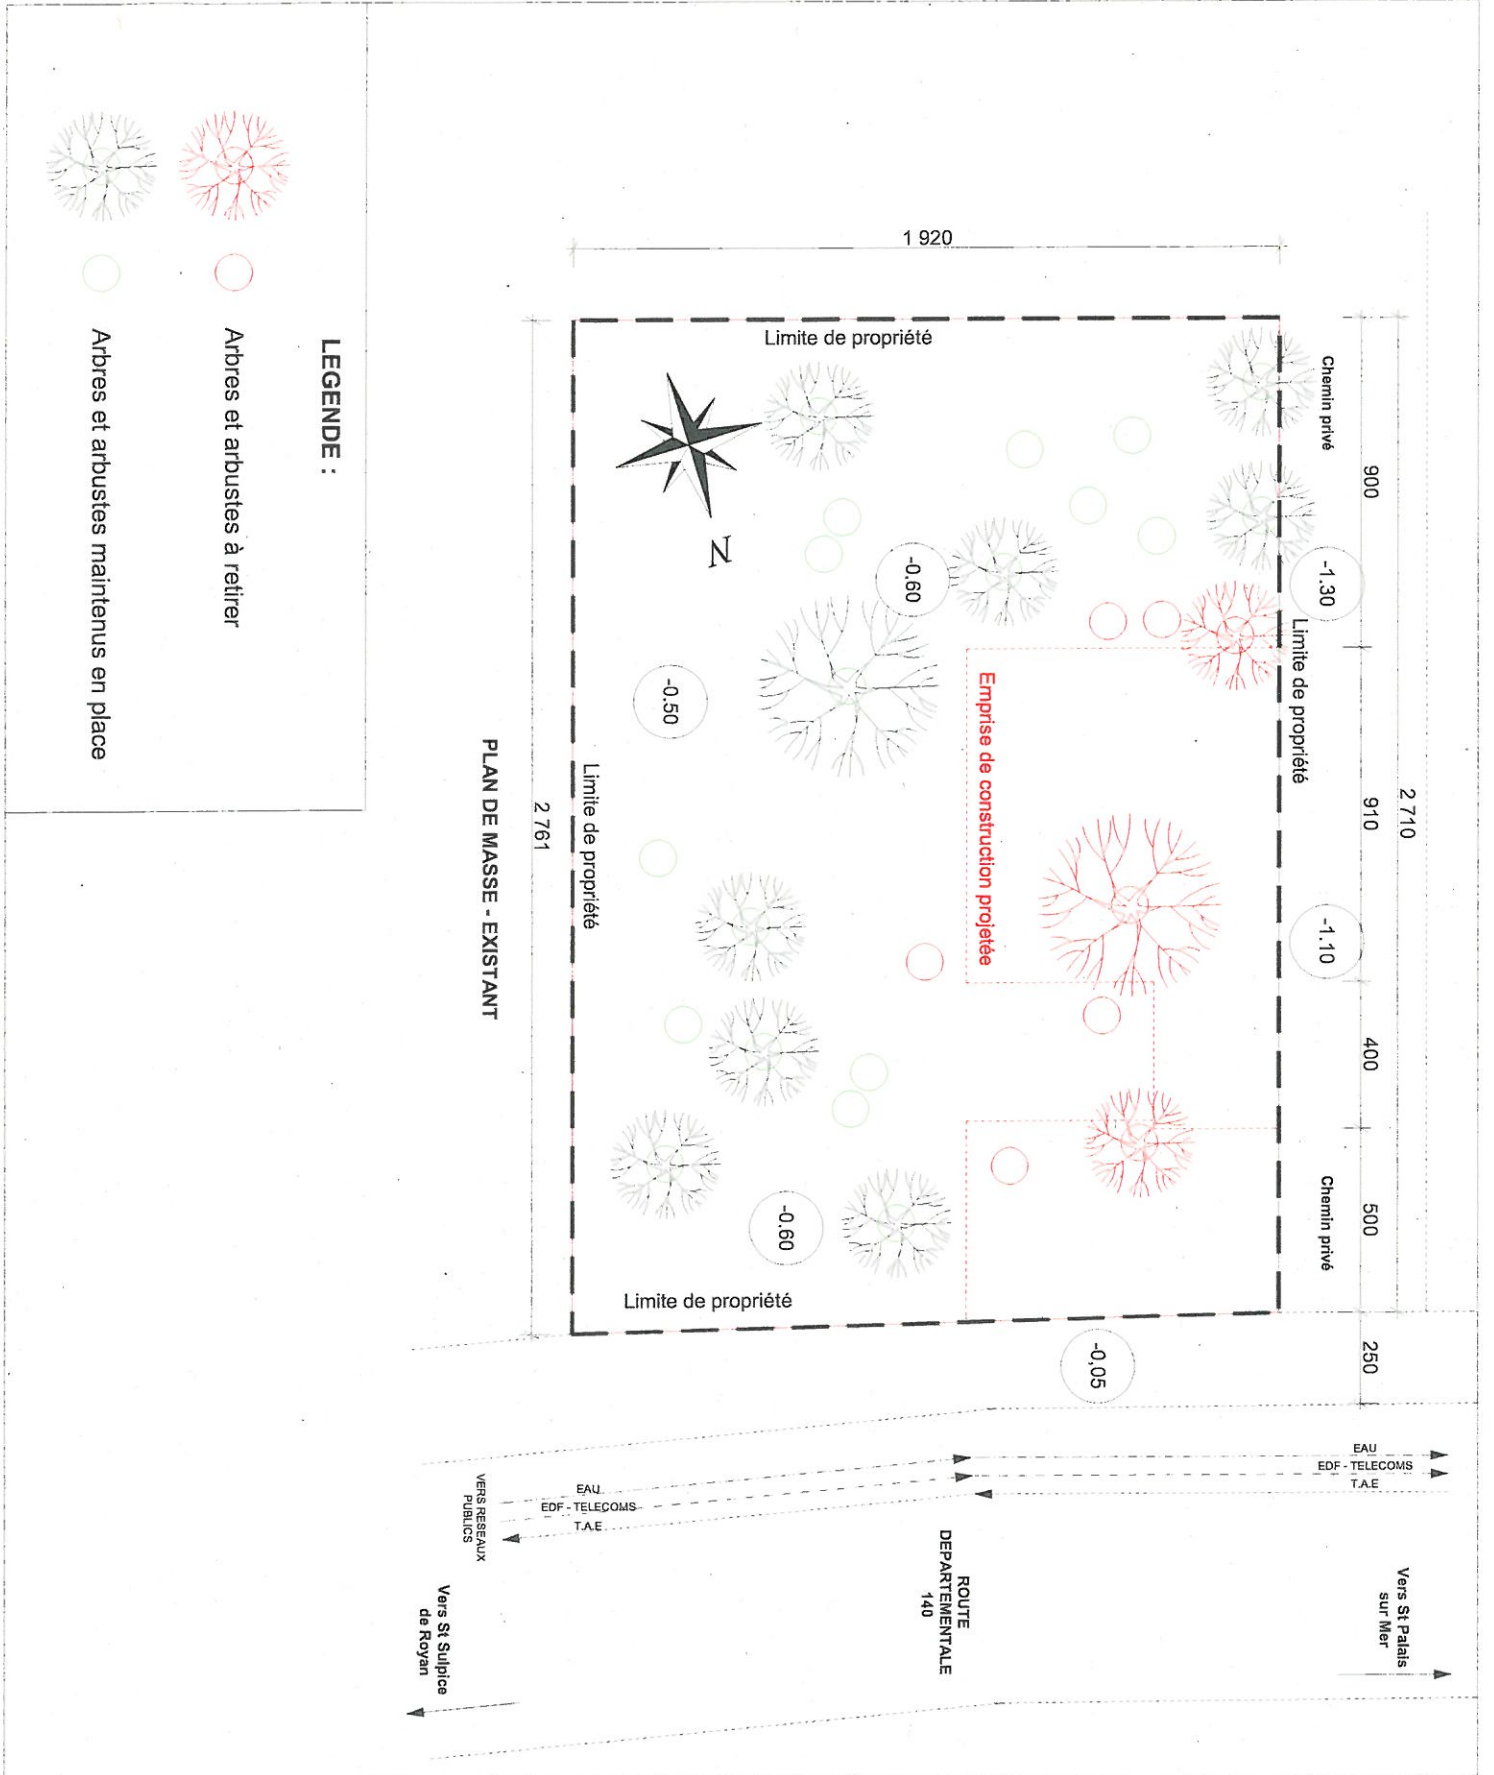 2 710
900
910
400
500
250
Chemin privé
-1.30
Limite de propriété
-1.10
Chemin privé
1 920
Limite de propriété
N
-0.60
-0.50
Emprise de construction projetée
-0.60
Limite de propriété
Limite de propriété
-0,05
2 761
PLAN DE MASSE - EXISTANT
EAU
EDF - TELECOMS
T.A.E
EAU
EDF - TELECOMS
T.A.E
VERS RESEAUX
PUBLICS
ROUTE
DEPARTEMENTALE
140
Vers St Palais
sur Mer
Vers St Sulpice
de Royan
LEGENDE :
Arbres et arbustes à retirer
Arbres et arbustes maintenus en place